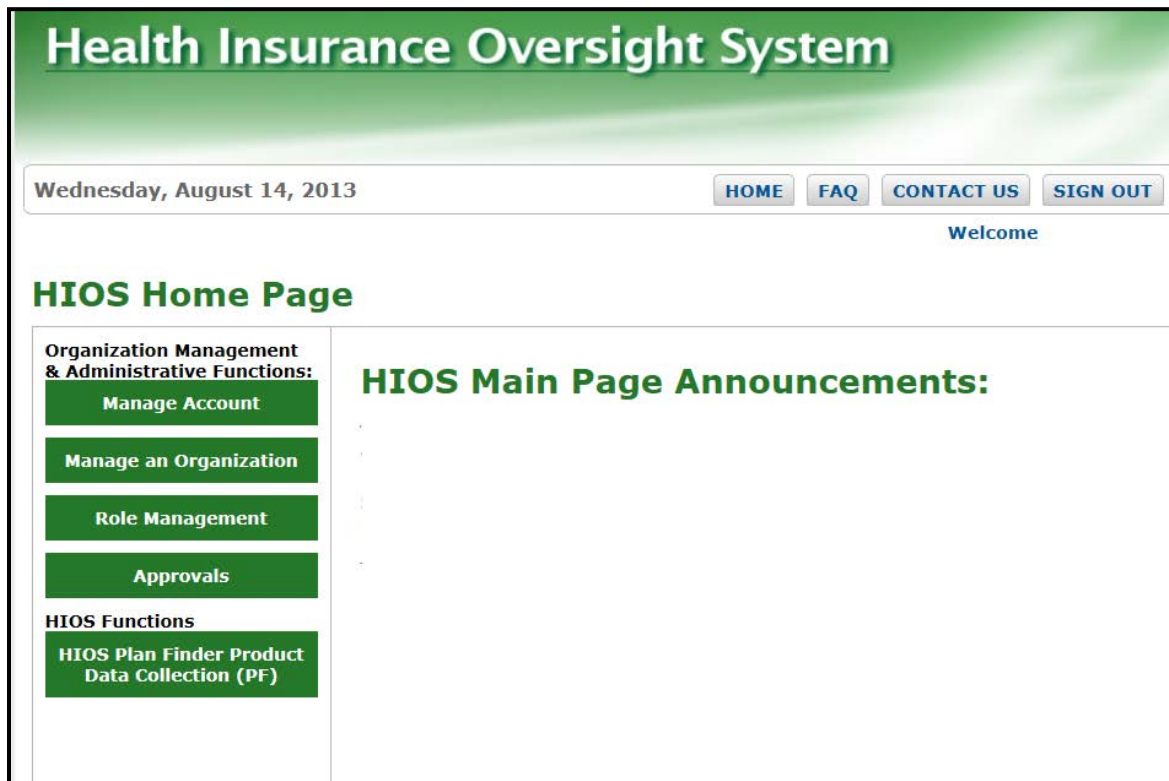 Health Insurance Oversight System
Wednesday, August 14, 2013
HOME FAQ CONTACT US SIGN OUT
Welcome
HIOS Home Page
Organization Management
& Administrative Functions:
Manage Account
Manage an Organization
Role Management
Approvals
HIOS Functions
HIOS Plan Finder Product
Data Collection (PF)
HIOS Main Page Announcements: